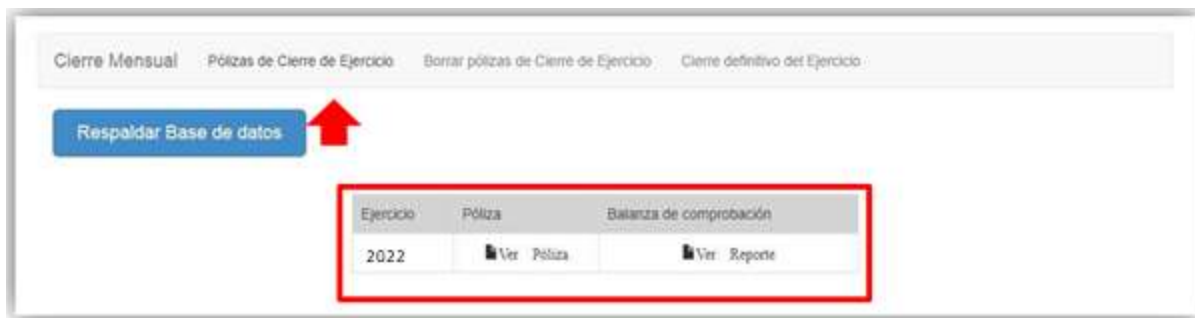 Cierre Mensual Pólizas de Cierre de Ejercicio Borrar pólizas de Cierre de Ejercicio Cierre definitivo del Ejercicio
Respaldar Base de datos
Ejercicio Póliza Balanza de comprobación
2022 Ver Póliza Ver Reporte